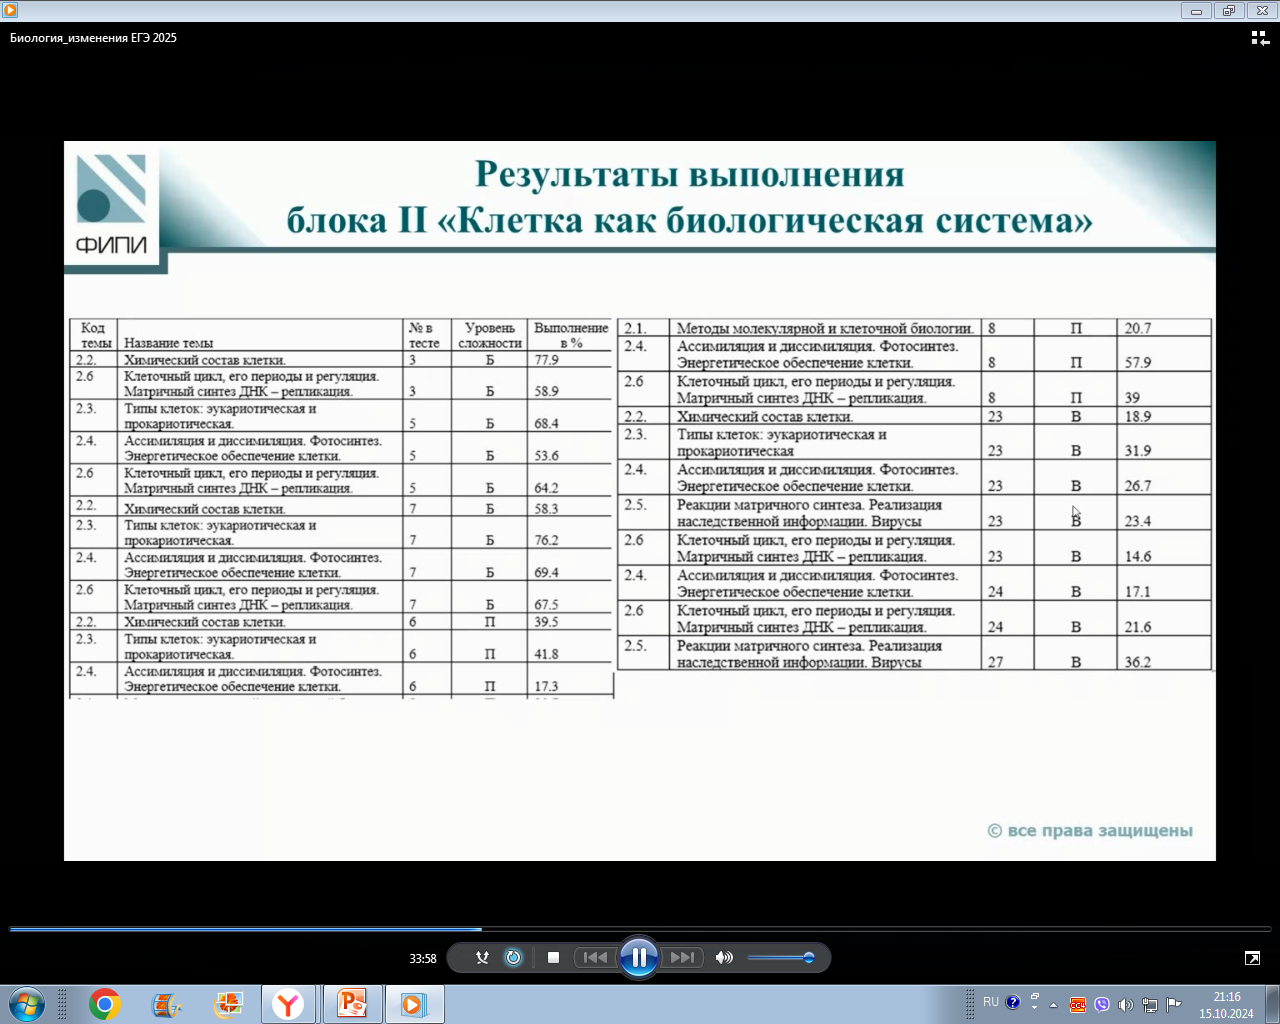 Биология_изменения ЕГЭ 2025
ФИПИ
Результаты выполнения
блока II «Клетка как биологическая система»
Код темы Название темы № в тесте Уровень сложности Выполнение в %
2.2. Химический состав клетки. 3 Б 77.9
2.6 Клеточный цикл, его периоды и регуляция.
Матричный синтез ДНК – репликация. 3 Б 58.9
2.3. Типы клеток: эукариотическая и
прокариотическая. 5 Б 68.4
2.4. Ассимиляция и диссимиляция. Фотосинтез.
Энергетическое обеспечение клетки. 5 Б 53.6
2.6 Клеточный цикл, его периоды и регуляция.
Матричный синтез ДНК – репликация. 5 Б 64.2
2.2. Химический состав клетки. 7 Б 58.3
2.3. Типы клеток: эукариотическая и
прокариотическая. 7 Б 76.2
2.4. Ассимиляция и диссимиляция. Фотосинтез.
Энергетическое обеспечение клетки. 7 Б 69.4
2.6 Клеточный цикл, его периоды и регуляция.
Матричный синтез ДНК – репликация. 7 Б 67.5
2.2. Химический состав клетки. 6 П 39.5
2.3. Типы клеток: эукариотическая и
прокариотическая. 6 П 41.8
2.4. Ассимиляция и диссимиляция. Фотосинтез.
Энергетическое обеспечение клетки. 6 П 17.3
2.1. Методы молекулярной и клеточной биологии. 8 П 20.7
2.4. Ассимиляция и диссимиляция. Фотосинтез.
Энергетическое обеспечение клетки. 8 П 57.9
2.6 Клеточный цикл, его периоды и регуляция.
Матричный синтез ДНК – репликация. 8 П 39
2.2. Химический состав клетки. 23 В 18.9
2.3. Типы клеток: эукариотическая и
прокариотическая 23 В 31.9
2.4. Ассимиляция и диссимиляция. Фотосинтез.
Энергетическое обеспечение клетки. 23 В 26.7
2.5. Реакции матричного синтеза. Реализация
наследственной информации. Вирусы 23 В 23.4
2.6 Клеточный цикл, его периоды и регуляция.
Матричный синтез ДНК – репликация. 23 В 14.6
2.4. Ассимиляция и диссимиляция. Фотосинтез.
Энергетическое обеспечение клетки. 24 В 17.1
2.6 Клеточный цикл, его периоды и регуляция.
Матричный синтез ДНК – репликация. 24 В 21.6
2.5. Реакции матричного синтеза. Реализация
наследственной информации. Вирусы 27 В 36.2
© все права защищены
33:58
RU
21:16
15.10.2024